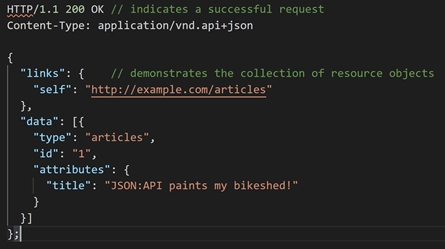 HTTP/1.1 200 OK // indicates a successful request
Content-Type: application/vnd.api+json
{
"links": {    // demonstrates the collection of resource objects
"self": "http://example.com/articles"
},
"data": [{
"type": "articles",
"id": "1",
"attributes": {
"title": "JSON:API paints my bikeshed!"
}
}]
};